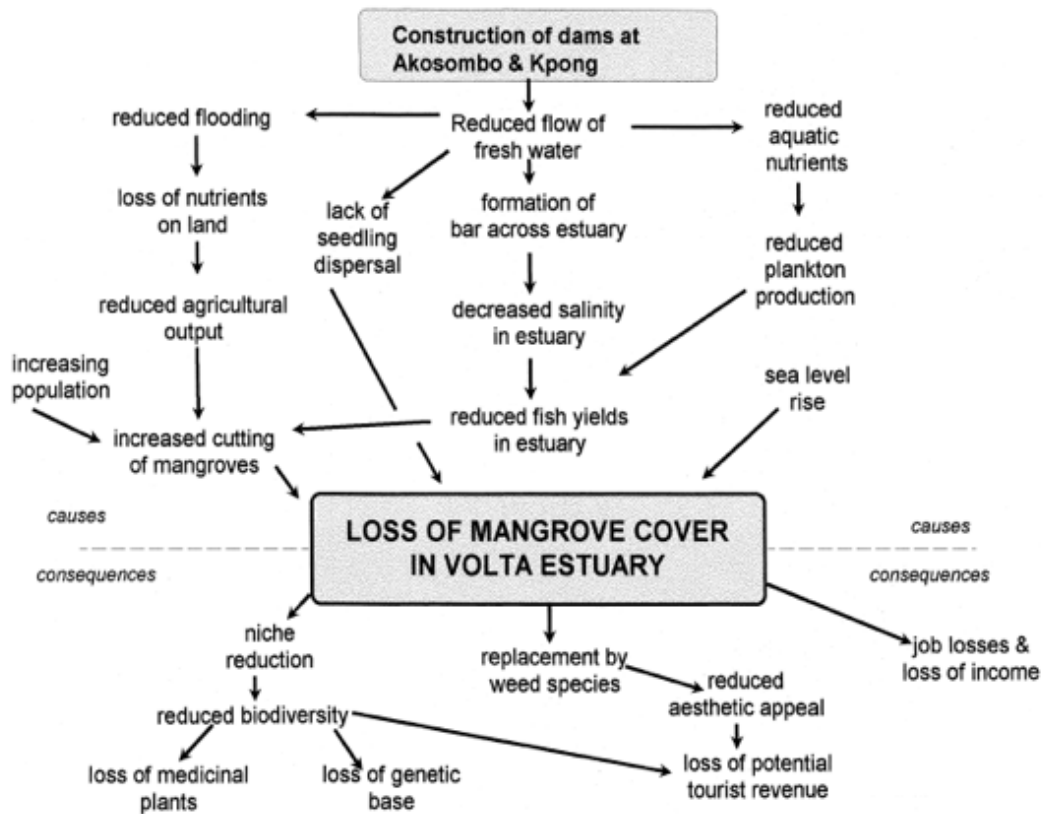 Construction of dams at
Akosombo & Kpong
reduced flooding
Reduced flow of
fresh water
reduced
aquatic
nutrients
loss of nutrients
on land
lack of
seedling
dispersal
formation of
bar across estuary
reduced
plankton
production
reduced agricultural
output
decreased salinity
in estuary
increasing
population
sea level
rise
increased cutting
of mangroves
reduced fish yields
in estuary
causes
causes
LOSS OF MANGROVE COVER
IN VOLTA ESTUARY
consequences
consequences
niche
reduction
replacement by
weed species
job losses &
loss of income
reduced
aesthetic appeal
reduced biodiversity
loss of medicinal
plants
loss of genetic
base
loss of potential
tourist revenue